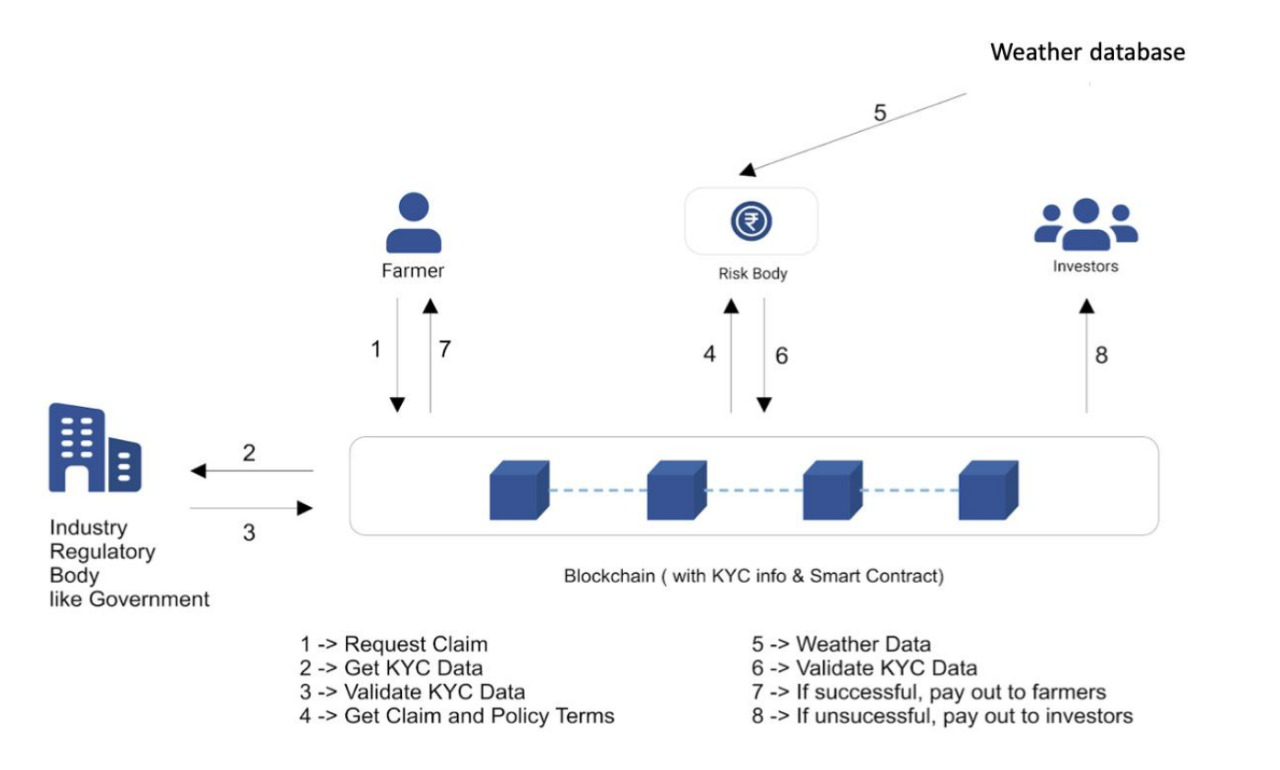 Weather database
5
₹
Farmer
Risk Body
Investors
1
7
4
6
8
2
3
Industry
Regulatory
Body
like Government
Blockchain ( with KYC info & Smart Contract)
1 -> Request Claim
2 -> Get KYC Data
3 -> Validate KYC Data
4 -> Get Claim and Policy Terms
5 -> Weather Data
6 -> Validate KYC Data
7 -> If successful, pay out to farmers
8 -> If unsucessful, pay out to investors